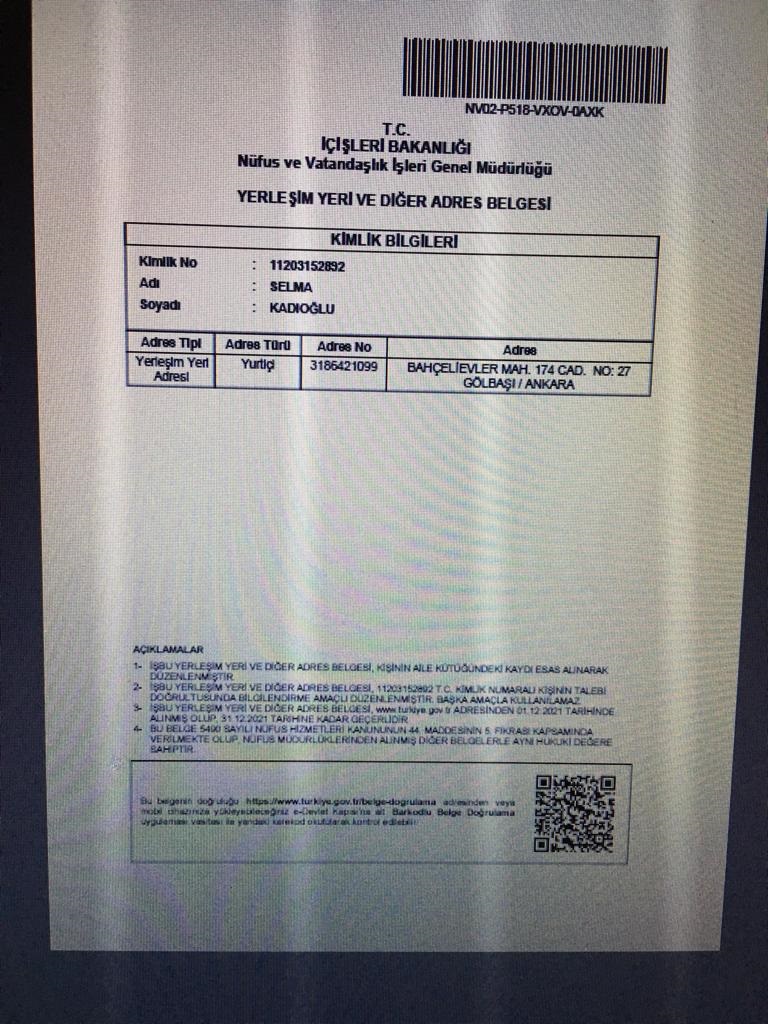 NV02-P518-VXOV-0AXK
T.C.
İÇİŞLERİ BAKANLIĞI
Nüfus ve Vatandaşlık İşleri Genel Müdürlüğü
YERLEŞİM YERİ VE DİĞER ADRES BELGESİ
KİMLİK BİLGİLERİ
Kimlik No : 11203152892
Adı : SELMA
Soyadı : KADIOĞLU
Adres Tipi Adres Türü Adres No Adres
Yerleşim Yeri Yurtiçi 3186421099 BAHÇELİEVLER MAH. 174 CAD. NO: 27
Adresi GÖLBAŞI / ANKARA
AÇIKLAMALAR
1- İŞBU YERLEŞİM YERİ VE DİĞER ADRES BELGESİ, KİŞİNİN AİLE KÜTÜĞÜNDEKİ KAYDI ESAS ALINARAK
DÜZENLENMİŞTİR.
2- İŞBU YERLEŞİM YERİ VE DİĞER ADRES BELGESİ, 11203152892 T.C. KİMLİK NUMARALI KİŞİNİN TALEBİ
DOĞRULTUSUNDA BİLGİLENDİRME AMAÇLI DÜZENLENMİŞTİR. BAŞKA AMAÇLA KULLANILAMAZ.
3- İŞBU YERLEŞİM YERİ VE DİĞER ADRES BELGESİ, www.turkiye.gov.tr ADRESİNDEN 01.12.2021 TARİHİNDE
ALINMIŞ OLUP, 31.12.2021 TARİHİNE KADAR GEÇERLİDİR.
4- BU BELGE 5490 SAYILI NÜFUS HİZMETLERİ KANUNUNUN 44. MADDESİNİN 5. FIKRASI KAPSAMINDA
VERİLMEKTE OLUP, NÜFUS MÜDÜRLÜKLERİNDEN ALINMIŞ DİĞER BELGELERLE AYNI HUKUKİ DEĞERE
SAHİPTİR.
Bu belgenin doğruluğu https://www.turkiye.gov.tr/belge-dogrulama adresinden veya
mobil cihazınıza yükleyebileceğiniz e-Devlet Kapısı'na ait Barkodlu Belge Doğrulama
uygulaması vasıtası ile yandaki karekod okutularak kontrol edilebilir.